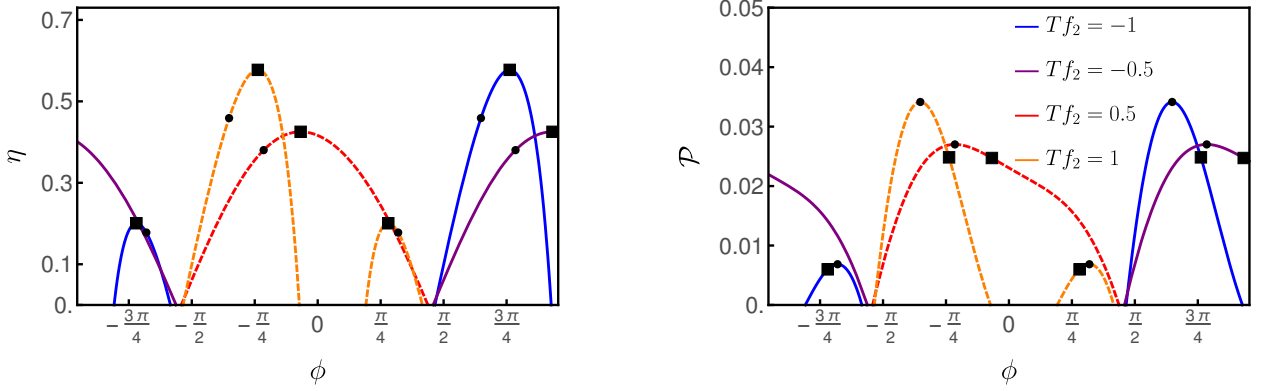 0.7
0.5
0.3
0.1
0.
η
-3π/4
-π/2
-π/4
0
π/4
π/2
3π/4
ϕ
0.05
0.04
0.03
0.02
0.01
0.
𝒫
Tf₂ = -1
Tf₂ = -0.5
Tf₂ = 0.5
Tf₂ = 1
-3π/4
-π/2
-π/4
0
π/4
π/2
3π/4
ϕ